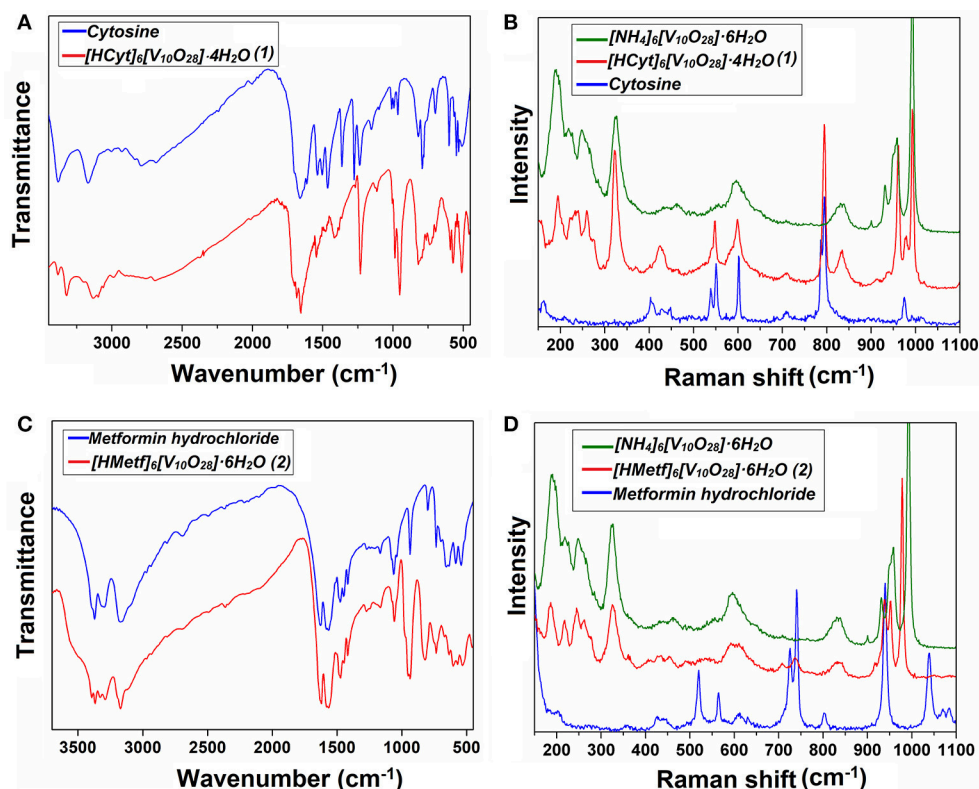 A
Cytosine
[HCyt]6[V10O28]·4H2O (1)
Transmittance
3000 2500 2000 1500 1000 500
Wavenumber (cm-1)
B
[NH4]6[V10O28]·6H2O
[HCyt]6[V10O28]·4H2O (1)
Cytosine
Intensity
200 300 400 500 600 700 800 900 1000 1100
Raman shift (cm-1)
C
Metformin hydrochloride
[HMetf]6[V10O28]·6H2O (2)
Transmittance
3500 3000 2500 2000 1500 1000 500
Wavenumber (cm-1)
D
[NH4]6[V10O28]·6H2O
[HMetf]6[V10O28]·6H2O (2)
Metformin hydrochloride
Intensity
200 300 400 500 600 700 800 900 1000 1100
Raman shift (cm-1)